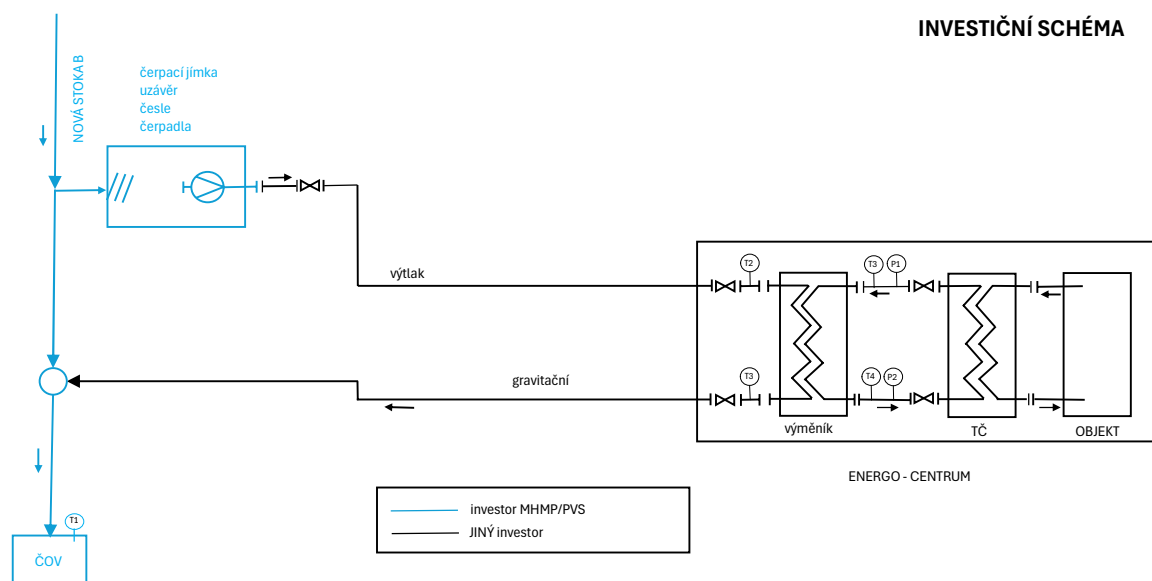 INVESTIČNÍ SCHÉMA
NOVÁ STOKA B
čerpací jímka
uzávěr
česle
čerpadla
výtlak
T2
T3
P1
gravitační
T3
T4
P2
výměník
TČ
OBJEKT
ENERGO - CENTRUM
investor MHMP/PVS
JINÝ investor
T1
ČOV